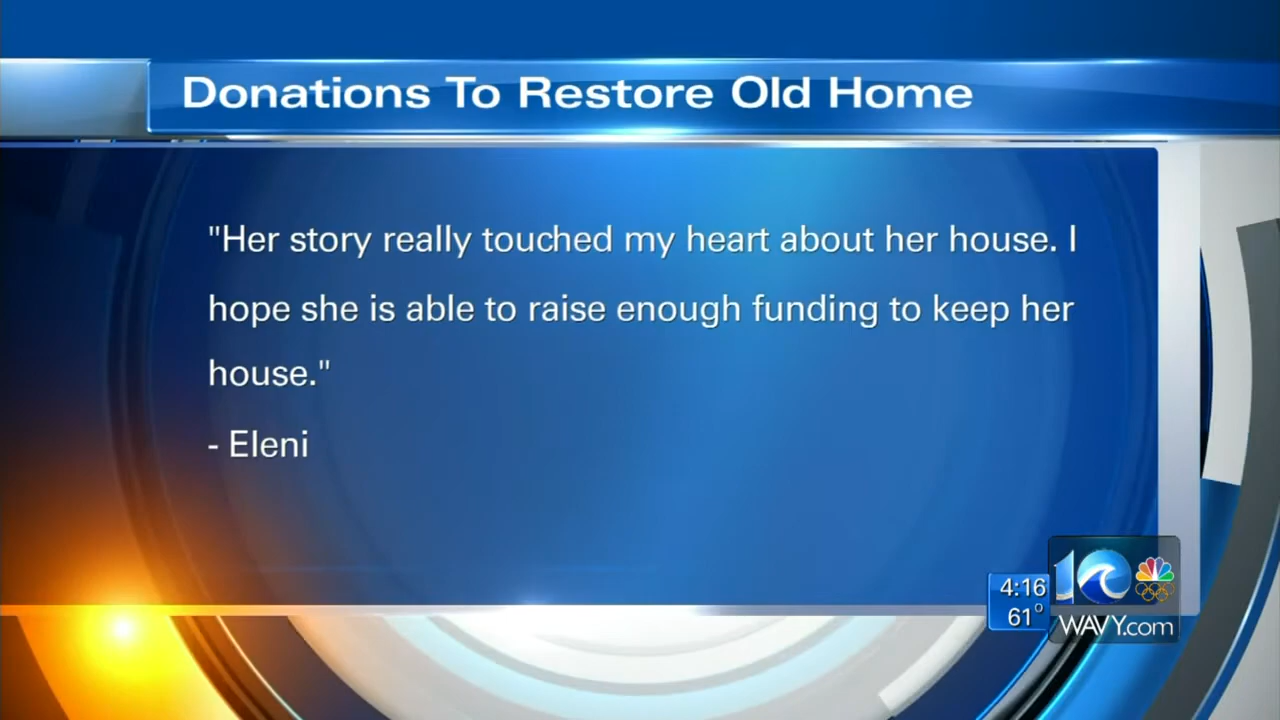 Donations To Restore Old Home
"Her story really touched my heart about her house. I
hope she is able to raise enough funding to keep her
house."
- Eleni
4:16
61°
10
WAVY.com